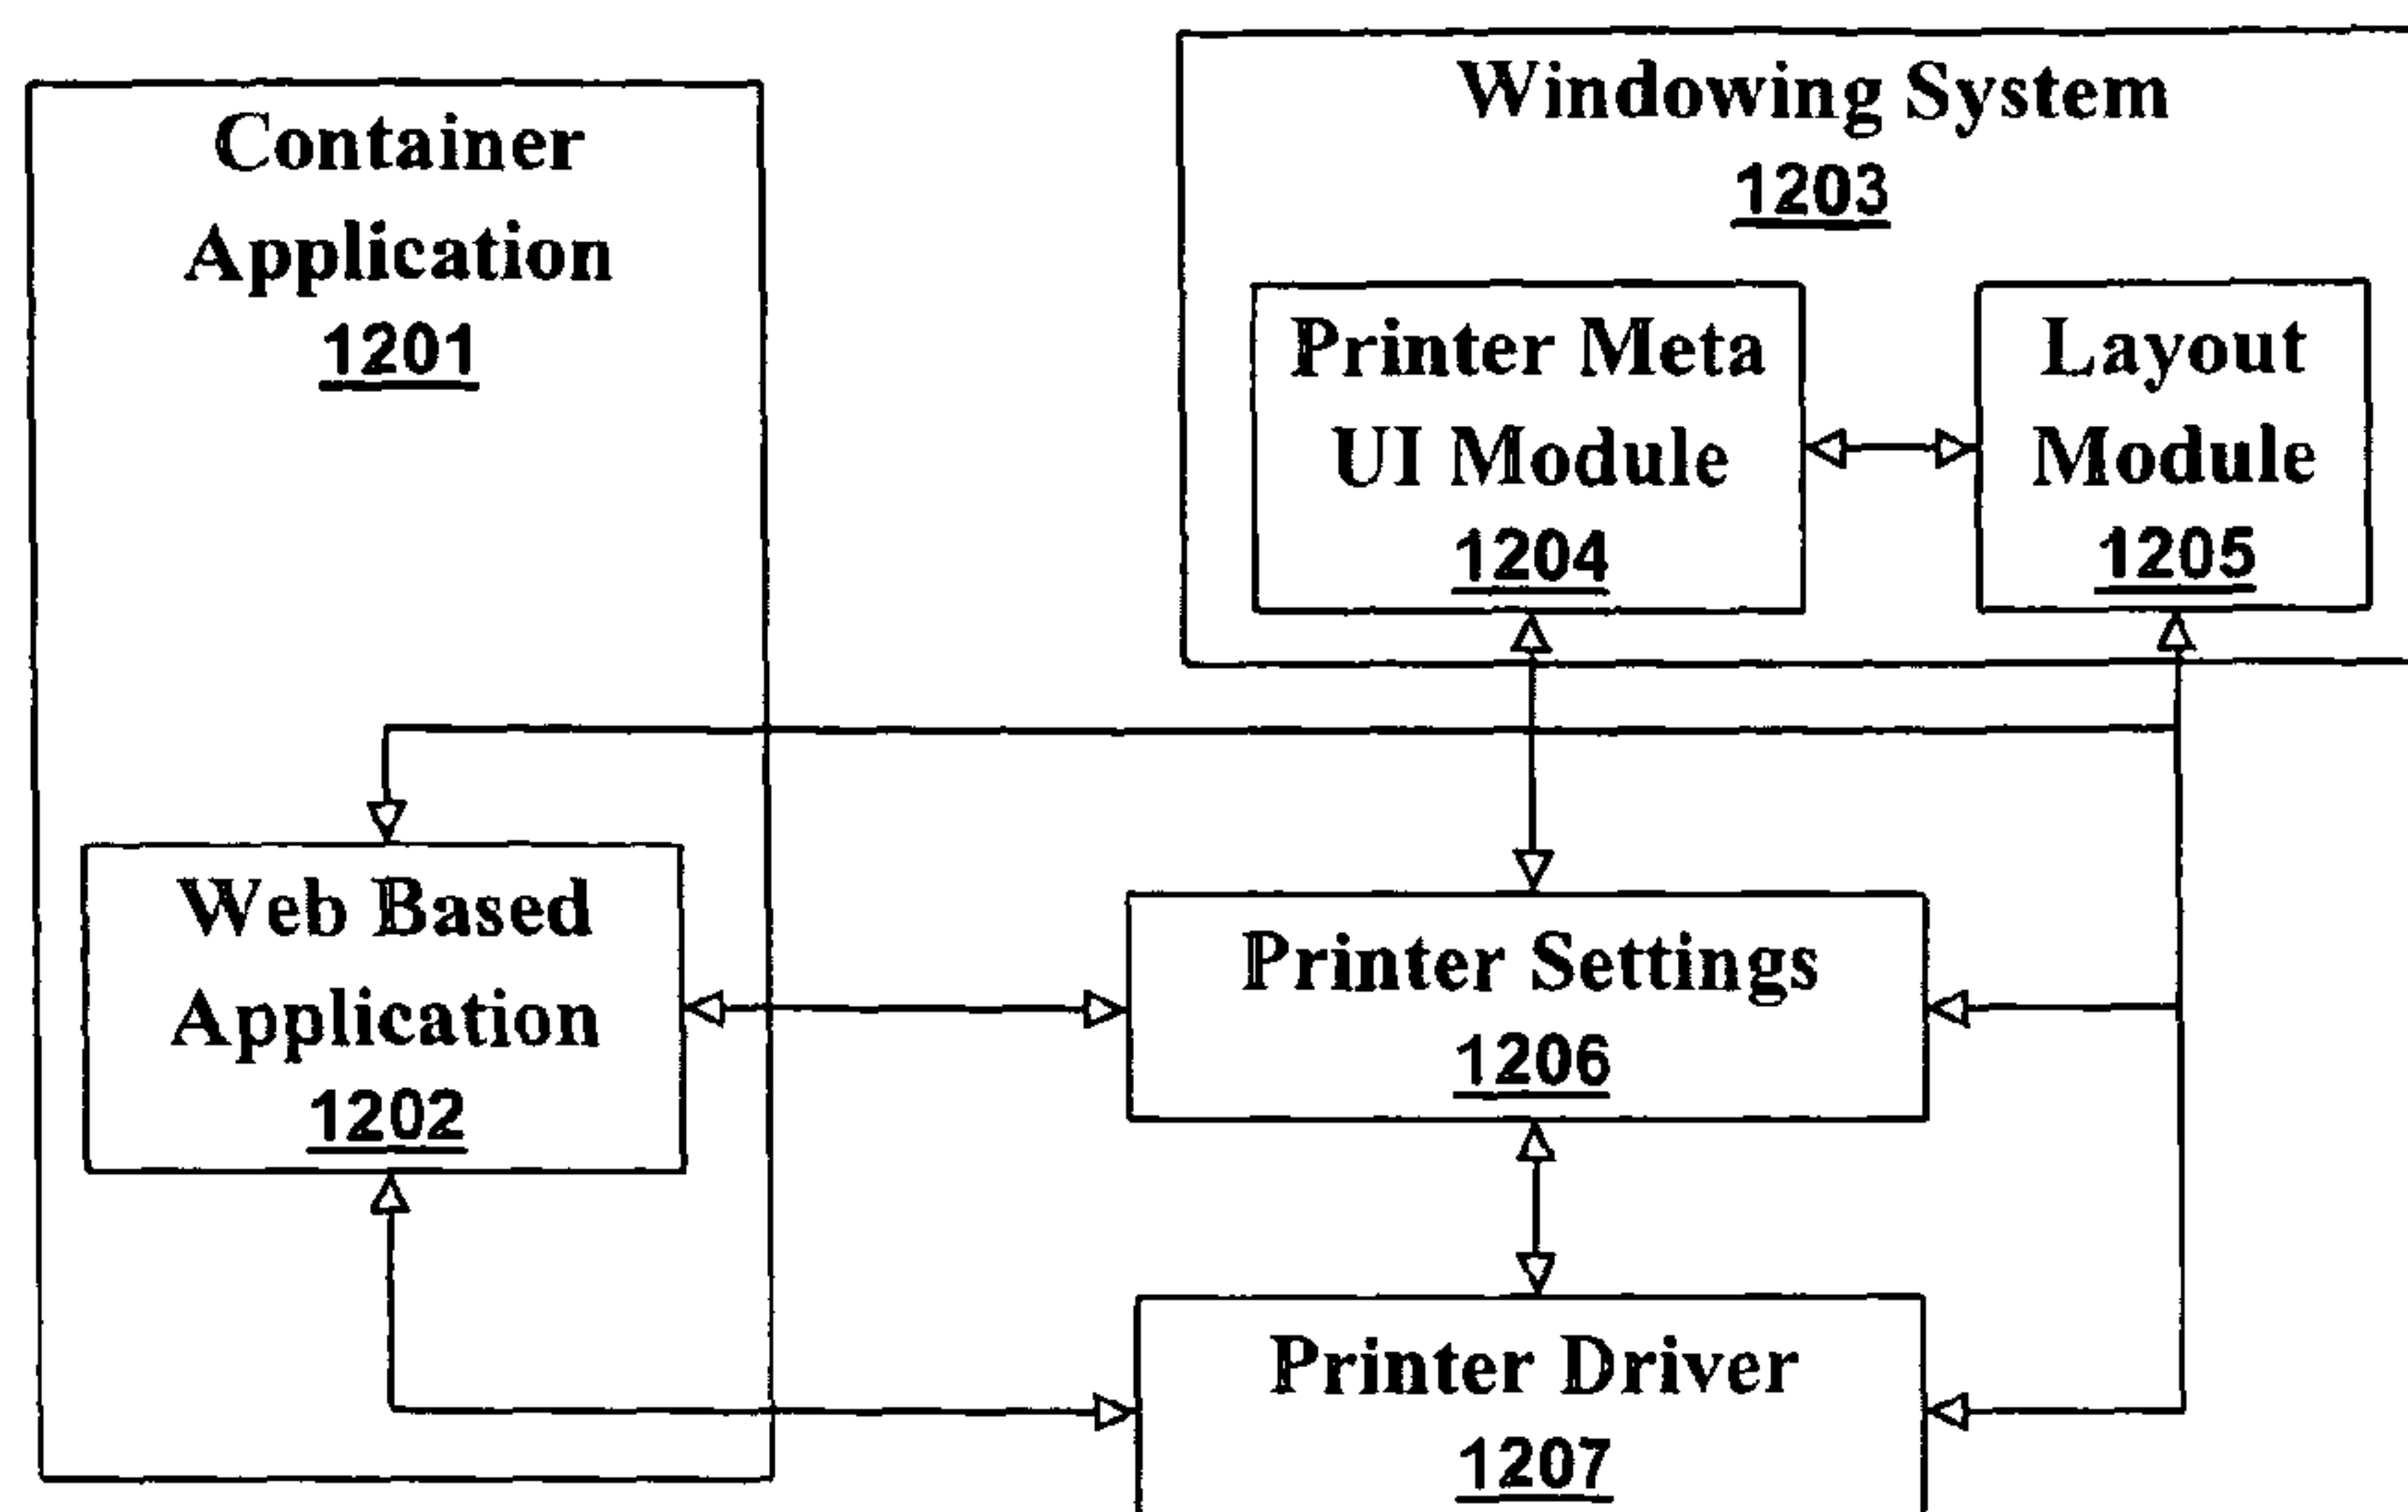 Container
Application
1201
Windowing System
1203
Printer Meta
UI Module
1204
Layout
Module
1205
Web Based
Application
1202
Printer Settings
1206
Printer Driver
1207